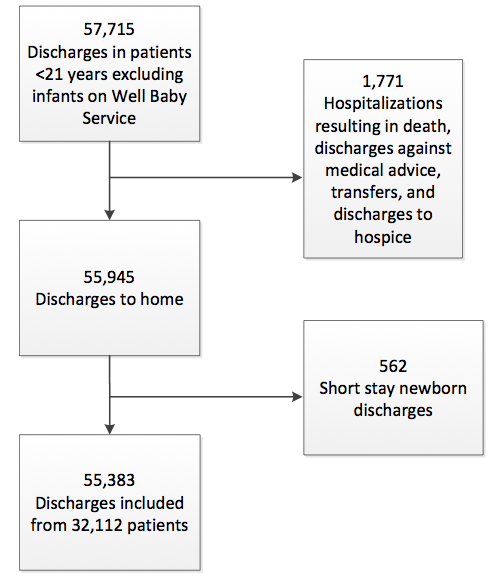 57,715
Discharges in patients
<21 years excluding
infants on Well Baby
Service
1,771
Hospitalizations
resulting in death,
discharges against
medical advice,
transfers, and
discharges to
hospice
55,945
Discharges to home
562
Short stay newborn
discharges
55,383
Discharges included
from 32,112 patients